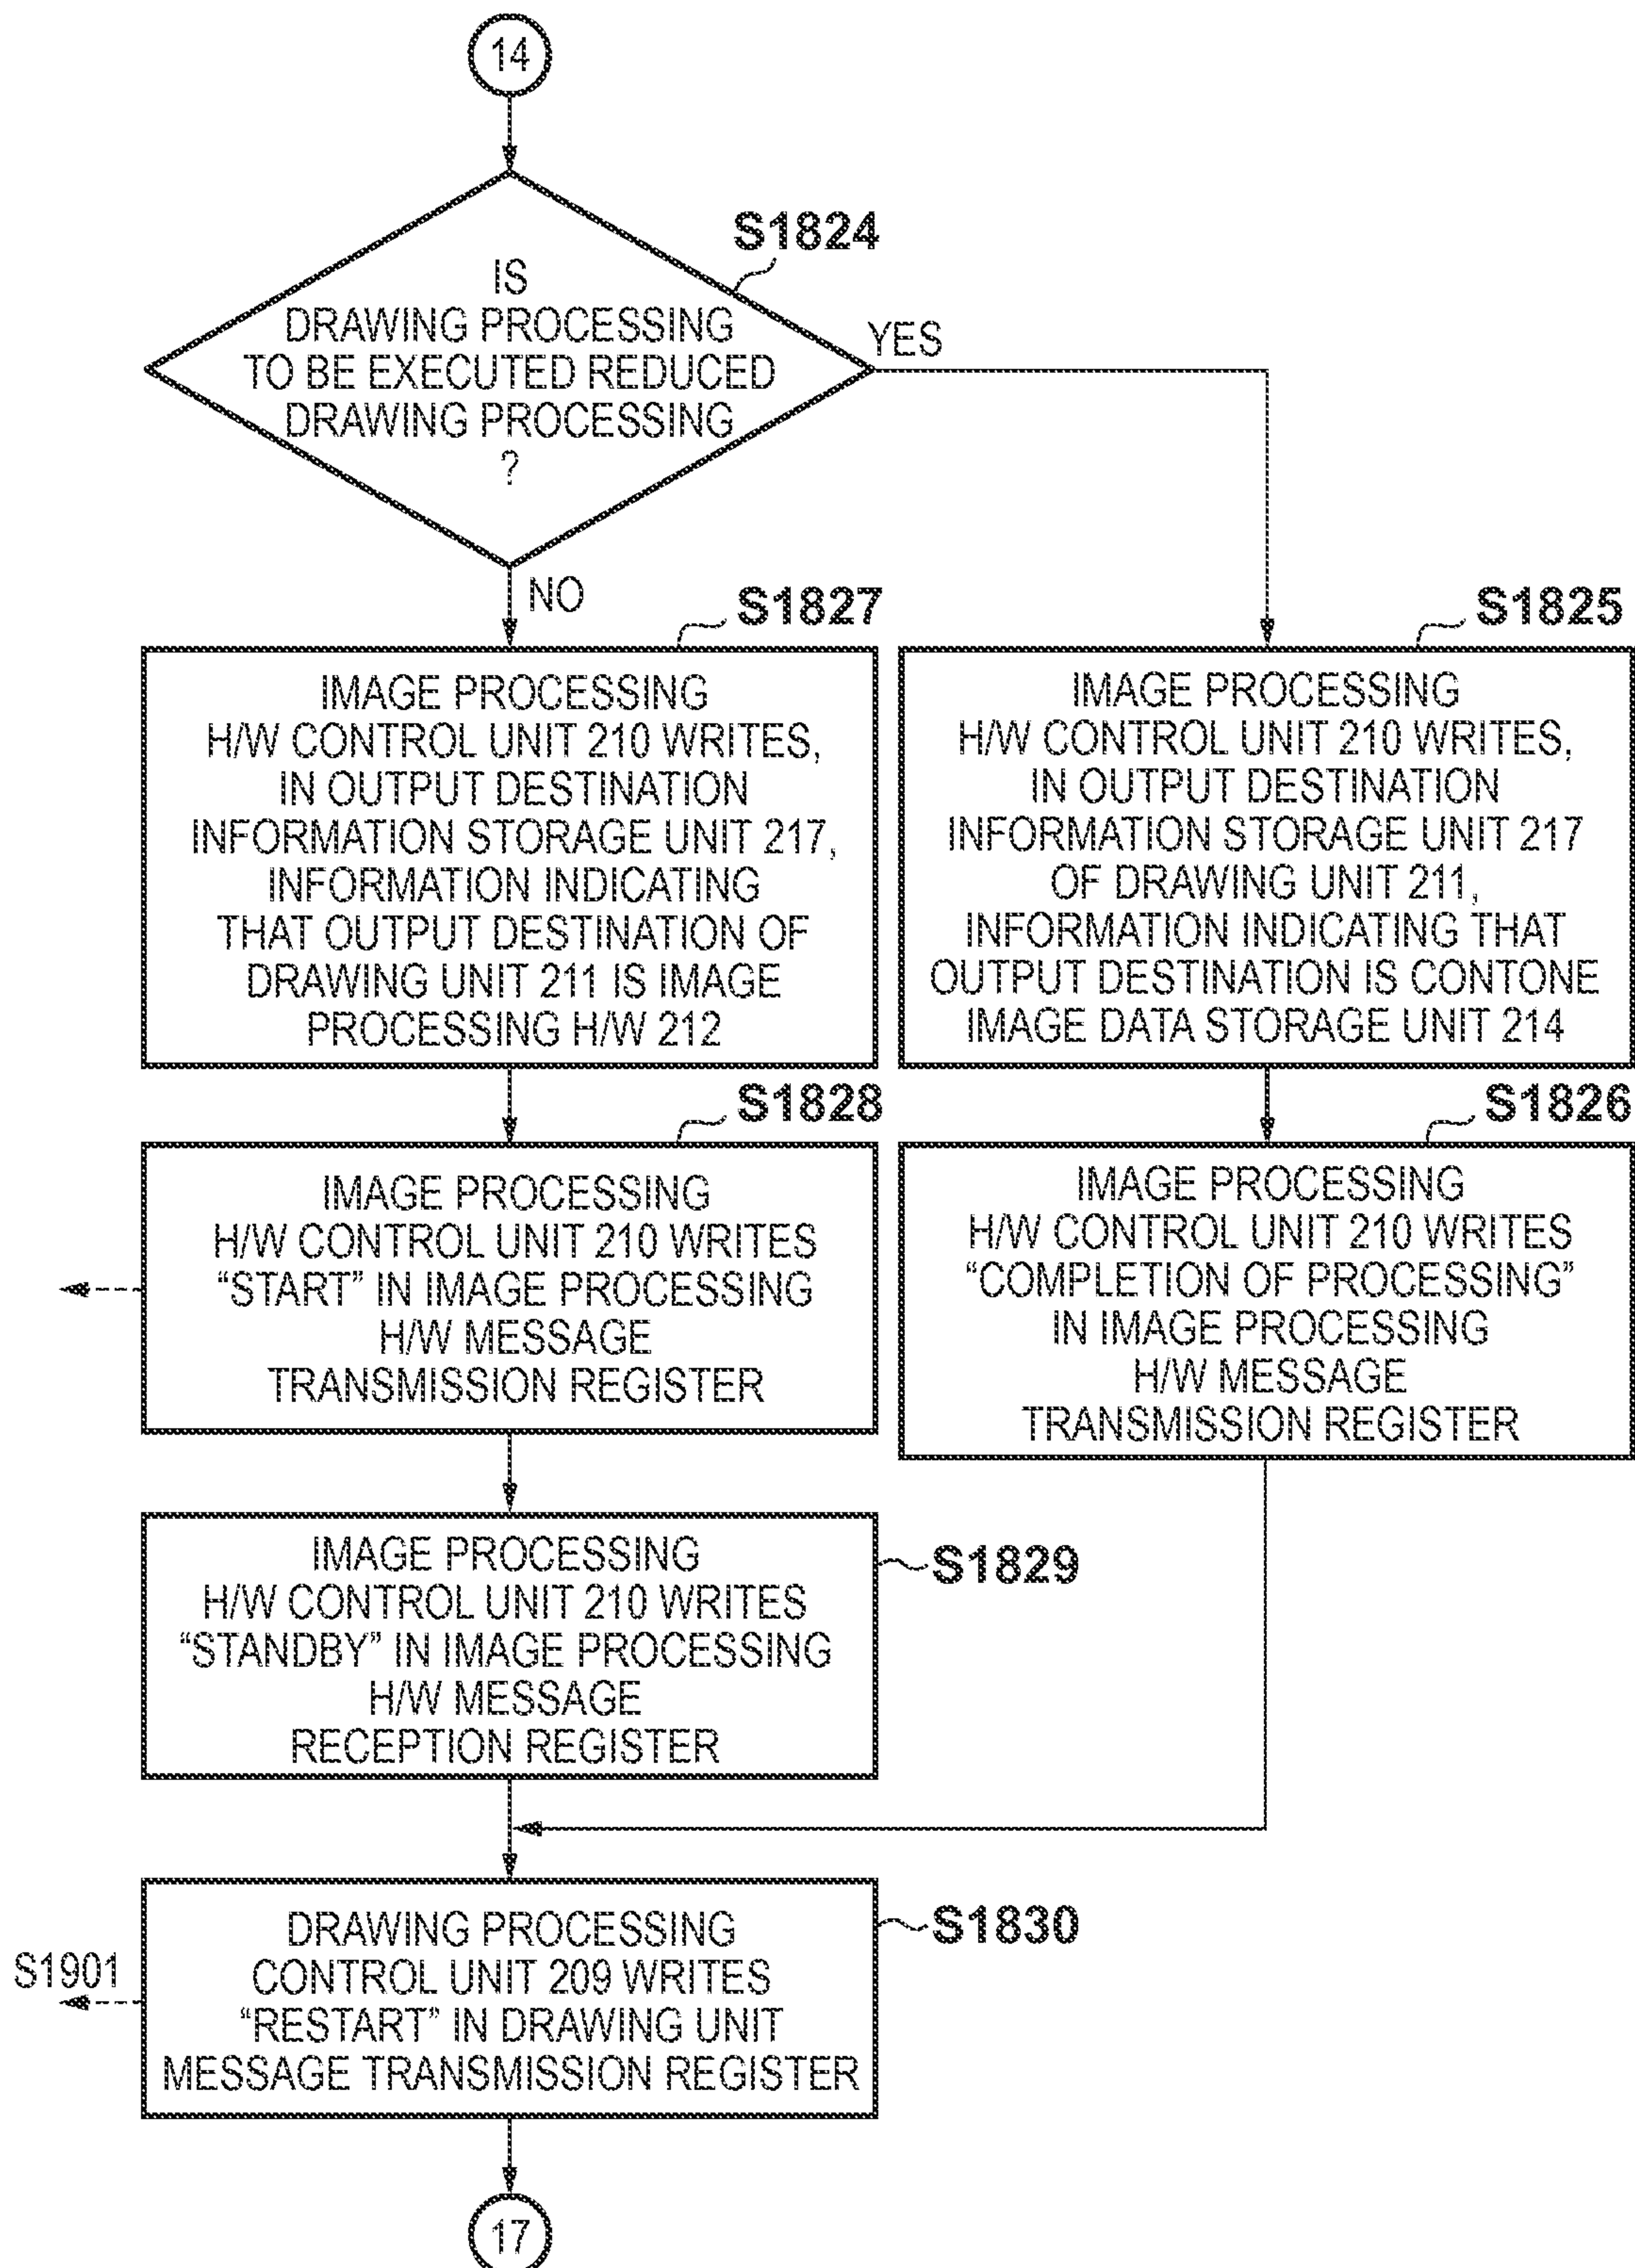 14
S1824
IS
DRAWING PROCESSING
TO BE EXECUTED REDUCED
DRAWING PROCESSING
?
YES
NO
S1827
IMAGE PROCESSING
H/W CONTROL UNIT 210 WRITES,
IN OUTPUT DESTINATION
INFORMATION STORAGE UNIT 217,
INFORMATION INDICATING
THAT OUTPUT DESTINATION OF
DRAWING UNIT 211 IS IMAGE
PROCESSING H/W 212
S1825
IMAGE PROCESSING
H/W CONTROL UNIT 210 WRITES,
IN OUTPUT DESTINATION
INFORMATION STORAGE UNIT 217
OF DRAWING UNIT 211,
INFORMATION INDICATING THAT
OUTPUT DESTINATION IS CONTONE
IMAGE DATA STORAGE UNIT 214
S1828
IMAGE PROCESSING
H/W CONTROL UNIT 210 WRITES
“START” IN IMAGE PROCESSING
H/W MESSAGE
TRANSMISSION REGISTER
S1826
IMAGE PROCESSING
H/W CONTROL UNIT 210 WRITES
“COMPLETION OF PROCESSING”
IN IMAGE PROCESSING
H/W MESSAGE
TRANSMISSION REGISTER
IMAGE PROCESSING
H/W CONTROL UNIT 210 WRITES
“STANDBY” IN IMAGE PROCESSING
H/W MESSAGE
RECEPTION REGISTER
S1829
S1901
DRAWING PROCESSING
CONTROL UNIT 209 WRITES
“RESTART” IN DRAWING UNIT
MESSAGE TRANSMISSION REGISTER
S1830
17